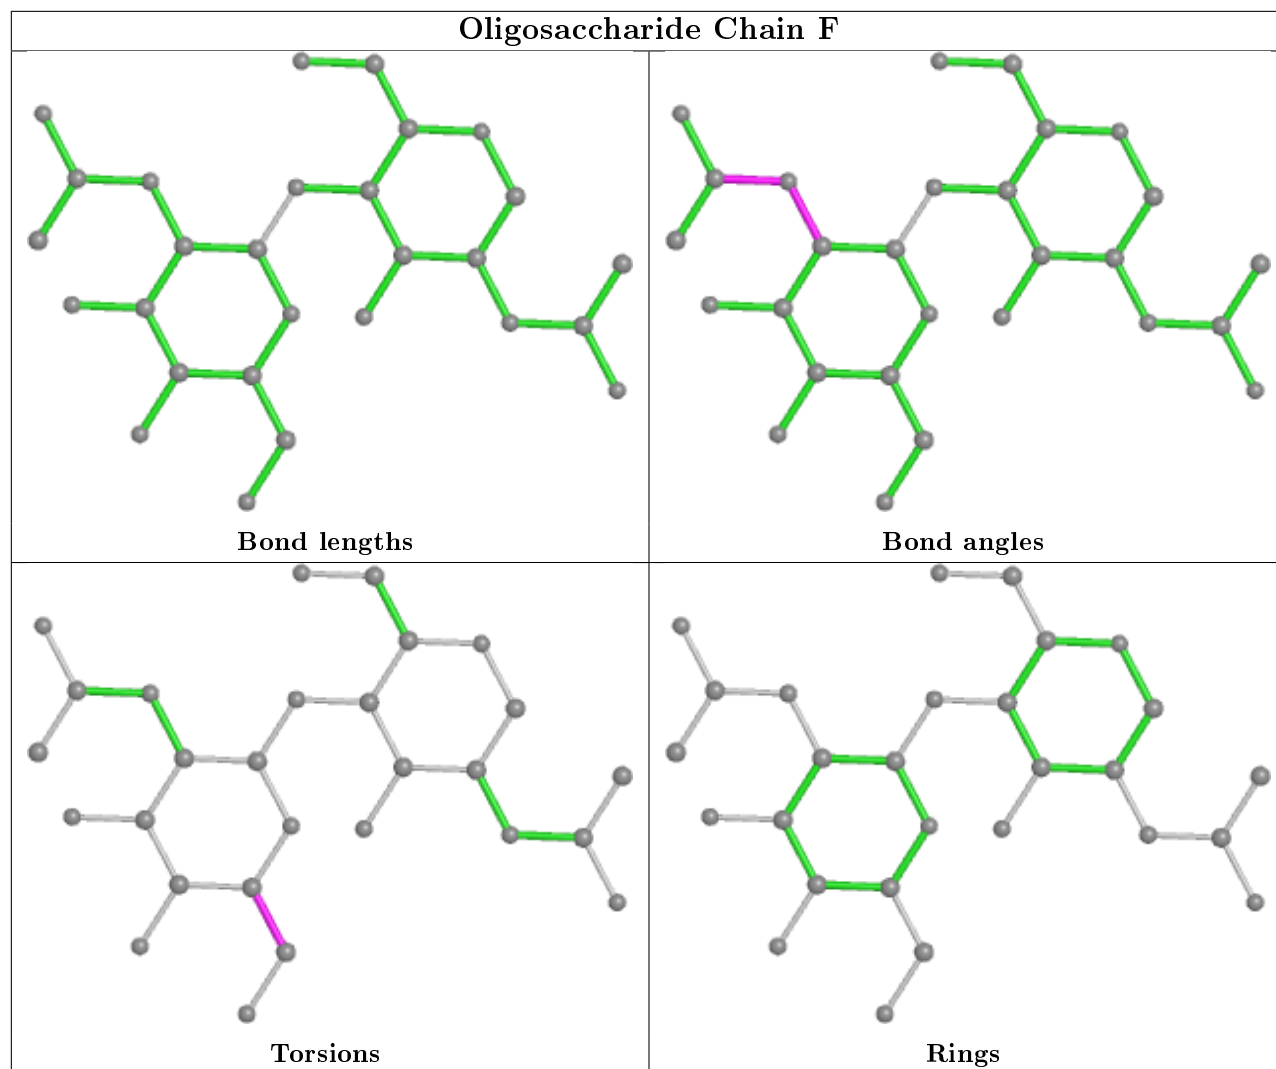 Oligosaccharide Chain F
Bond lengths
Bond angles
Torsions
Rings